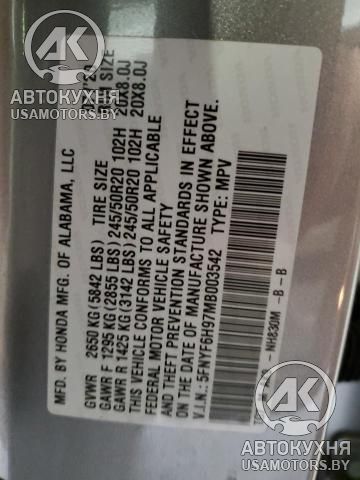 MFD. BY HONDA MFG. OF ALABAMA, LLC
TIRE SIZE RIM SIZE
GVWR 2650 KG (5842 LBS)
GAWR F 1295 KG (2855 LBS) 245/50R20 102H 20X8.0J
GAWR R 1425 KG (3142 LBS) 245/50R20 102H 20X8.0J
THIS VEHICLE CONFORMS TO ALL APPLICABLE
FEDERAL MOTOR VEHICLE SAFETY AND
THEFT PREVENTION STANDARDS IN EFFECT
ON THE DATE OF MANUFACTURE SHOWN ABOVE.
V.I.N.: 5FNYF6H97MB003542 TYPE: MPV
NH830M -B -B
АВТОКУХНЯ
USAMOTORS.BY
АВТОКУХНЯ
USAMOTORS.BY